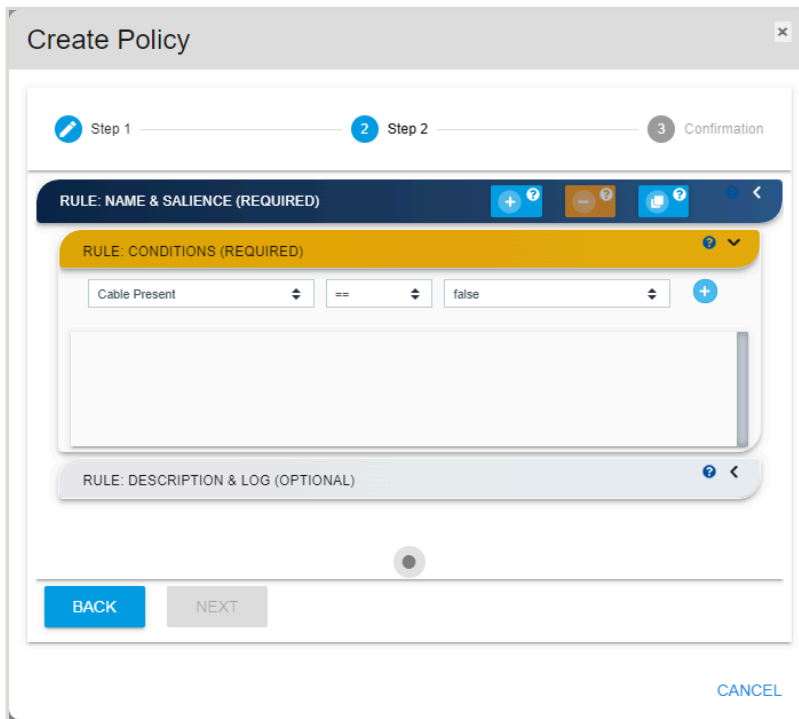 Create Policy
Step 1
2 Step 2
3 Confirmation
RULE: NAME & SALIENCE (REQUIRED)
RULE: CONDITIONS (REQUIRED)
Cable Present == false
RULE: DESCRIPTION & LOG (OPTIONAL)
BACK NEXT
CANCEL